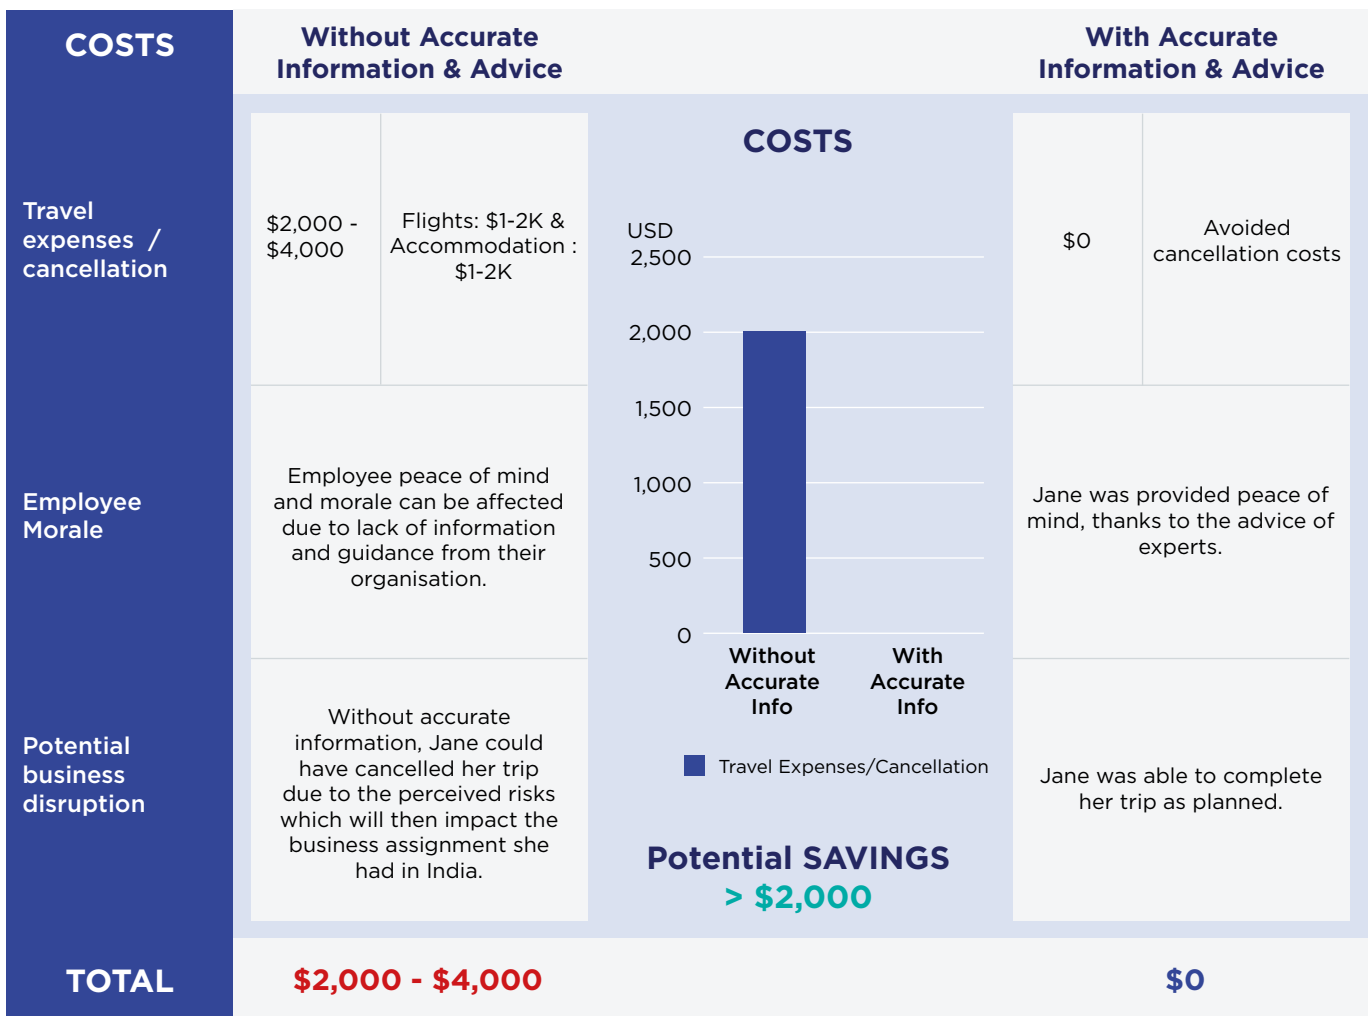 COSTS
Without Accurate
Information & Advice
With Accurate
Information & Advice
Travel
expenses  /
cancellation
$2,000 -
$4,000
Flights: $1-2K &
Accommodation :
$1-2K
COSTS
USD
2,500
2,000
1,500
1,000
500
0
Without
Accurate
Info
With
Accurate
Info
Travel Expenses/Cancellation
Potential SAVINGS
> $2,000
$0
Avoided
cancellation costs
Employee
Morale
Employee peace of mind
and morale can be affected
due to lack of information
and guidance from their
organisation.
Jane was provided peace of
mind, thanks to the advice of
experts.
Potential
business
disruption
Without accurate
information, Jane could
have cancelled her trip
due to the perceived risks
which will then impact the
business assignment she
had in India.
Jane was able to complete
her trip as planned.
TOTAL
$2,000 - $4,000
$0